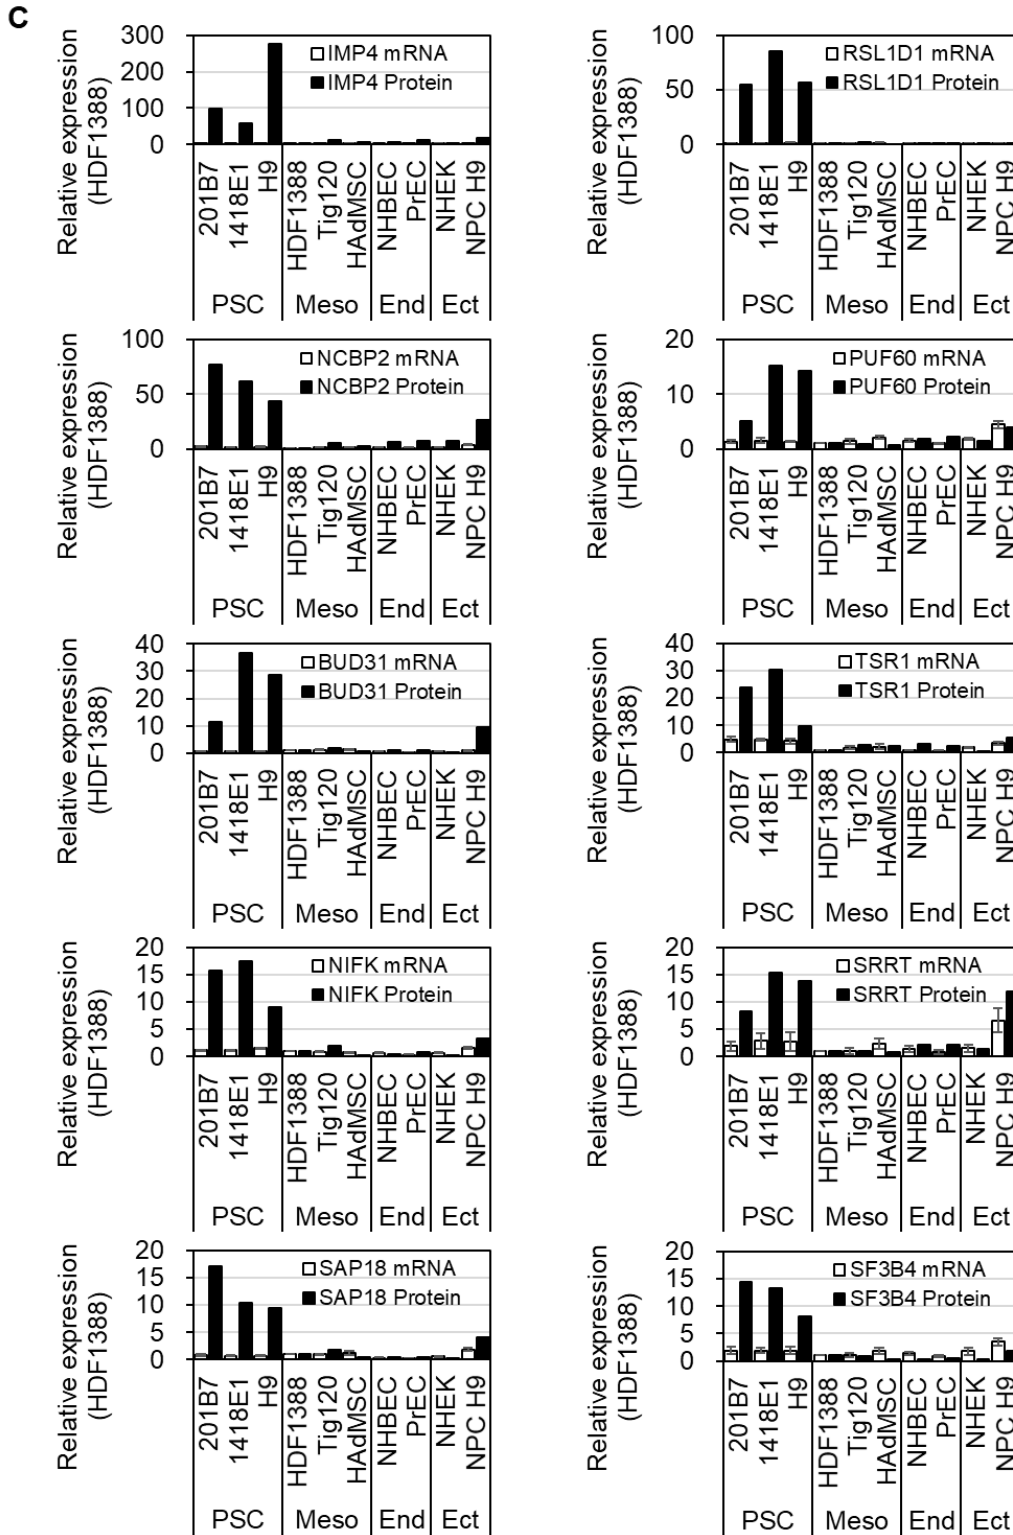 C
Relative expression
(HDF1388)
300
200
100
0
IMP4 mRNA
IMP4 Protein
201B7
1418E1
H9
HDF1388
Tig120
HAdMSC
NHBEC
PrEC
NHEK
NPC H9
PSC
Meso
End
Ect
Relative expression
(HDF1388)
100
50
0
RSL1D1 mRNA
RSL1D1 Protein
201B7
1418E1
H9
HDF1388
Tig120
HAdMSC
NHBEC
PrEC
NHEK
NPC H9
PSC
Meso
End
Ect
Relative expression
(HDF1388)
100
50
0
NCBP2 mRNA
NCBP2 Protein
201B7
1418E1
H9
HDF1388
Tig120
HAdMSC
NHBEC
PrEC
NHEK
NPC H9
PSC
Meso
End
Ect
Relative expression
(HDF1388)
20
10
0
PUF60 mRNA
PUF60 Protein
201B7
1418E1
H9
HDF1388
Tig120
HAdMSC
NHBEC
PrEC
NHEK
NPC H9
PSC
Meso
End
Ect
Relative expression
(HDF1388)
40
30
20
10
0
BUD31 mRNA
BUD31 Protein
201B7
1418E1
H9
HDF1388
Tig120
HAdMSC
NHBEC
PrEC
NHEK
NPC H9
PSC
Meso
End
Ect
Relative expression
(HDF1388)
40
30
20
10
0
TSR1 mRNA
TSR1 Protein
201B7
1418E1
H9
HDF1388
Tig120
HAdMSC
NHBEC
PrEC
NHEK
NPC H9
PSC
Meso
End
Ect
Relative expression
(HDF1388)
20
15
10
5
0
NIFK mRNA
NIFK Protein
201B7
1418E1
H9
HDF1388
Tig120
HAdMSC
NHBEC
PrEC
NHEK
NPC H9
PSC
Meso
End
Ect
Relative expression
(HDF1388)
20
15
10
5
0
SRRT mRNA
SRRT Protein
201B7
1418E1
H9
HDF1388
Tig120
HAdMSC
NHBEC
PrEC
NHEK
NPC H9
PSC
Meso
End
Ect
Relative expression
(HDF1388)
20
15
10
5
0
SAP18 mRNA
SAP18 Protein
201B7
1418E1
H9
HDF1388
Tig120
HAdMSC
NHBEC
PrEC
NHEK
NPC H9
PSC
Meso
End
Ect
Relative expression
(HDF1388)
20
15
10
5
0
SF3B4 mRNA
SF3B4 Protein
201B7
1418E1
H9
HDF1388
Tig120
HAdMSC
NHBEC
PrEC
NHEK
NPC H9
PSC
Meso
End
Ect